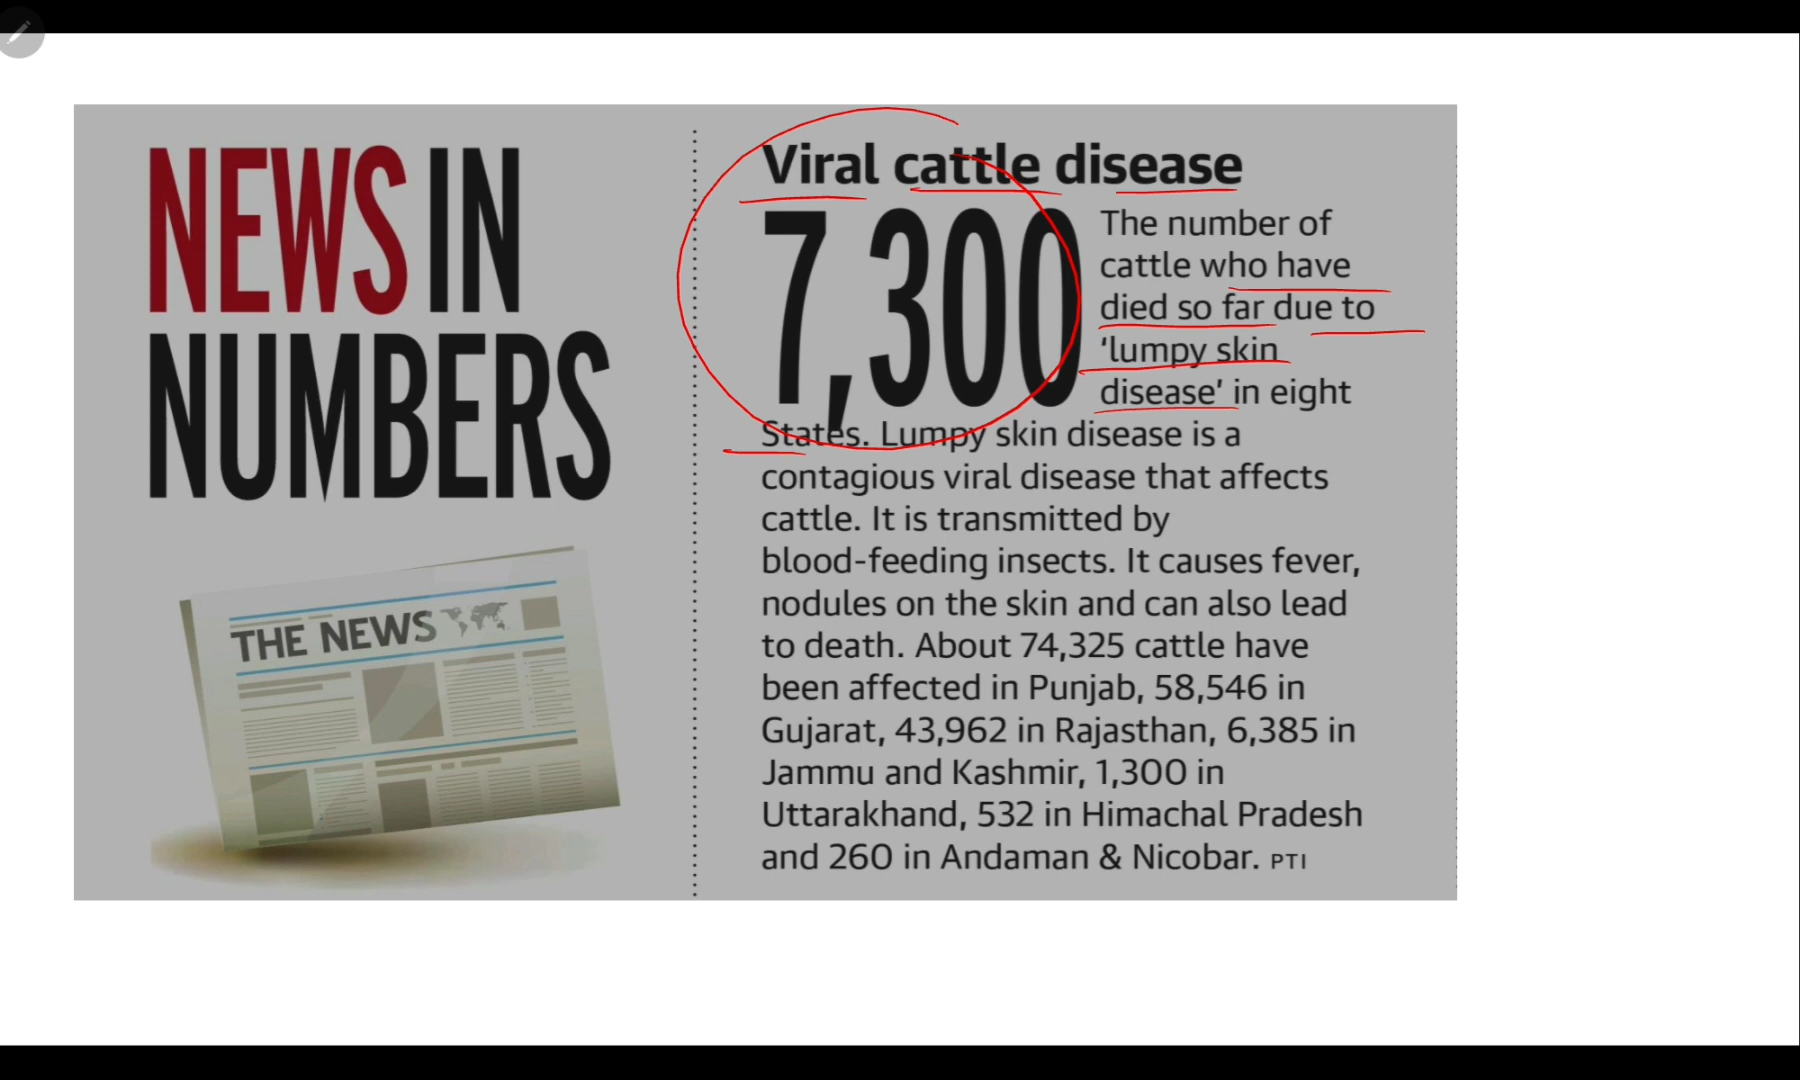 NEWS IN
NUMBERS
THE NEWS
Viral cattle disease
7,300
The number of
cattle who have
died so far due to
‘lumpy skin
disease’ in eight
States. Lumpy skin disease is a
contagious viral disease that affects
cattle. It is transmitted by
blood-feeding insects. It causes fever,
nodules on the skin and can also lead
to death. About 74,325 cattle have
been affected in Punjab, 58,546 in
Gujarat, 43,962 in Rajasthan, 6,385 in
Jammu and Kashmir, 1,300 in
Uttarakhand, 532 in Himachal Pradesh
and 260 in Andaman & Nicobar. PTI